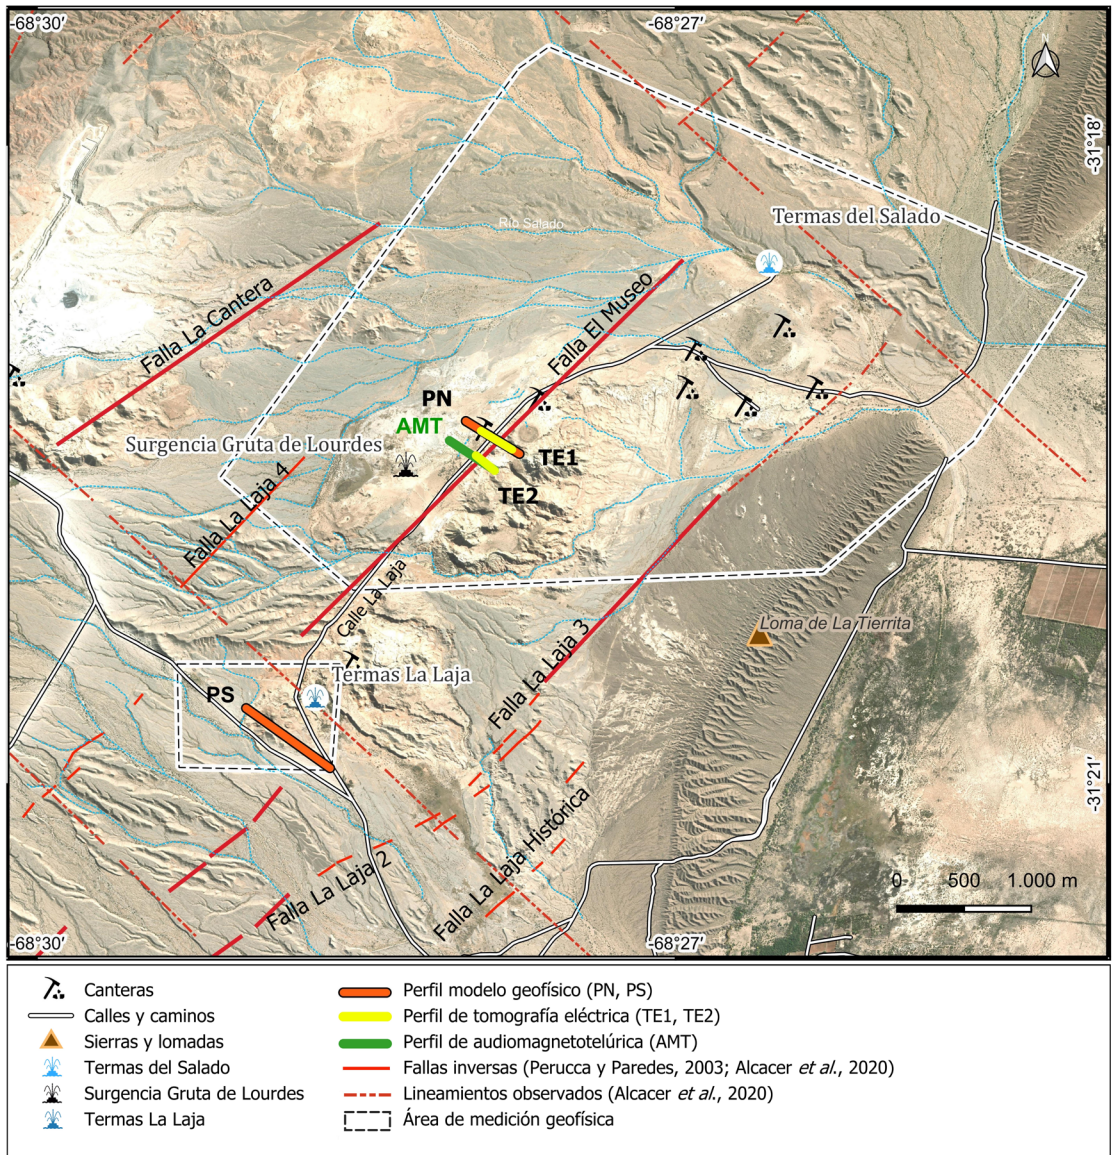 -68°30′
-68°27′
N
-31°18′
Termas del Salado
Río Salado
Falla La Cantera
Falla El Museo
PN
AMT
Surgencia Gruta de Lourdes
TE1
TE2
Falla La Laja 4
Calle La Laja
Loma de La Tierrita
Termas La Laja
Falla La Laja 3
PS
-31°21′
Falla La Laja Histórica
Falla La Laja 2
0 500 1.000 m
-68°30′
-68°27′
Canteras
Calles y caminos
Sierras y lomadas
Termas del Salado
Surgencia Gruta de Lourdes
Termas La Laja
Perfil modelo geofísico (PN, PS)
Perfil de tomografía eléctrica (TE1, TE2)
Perfil de audiomagnetotelúrica (AMT)
Fallas inversas (Perucca y Paredes, 2003; Alcacer et al., 2020)
Lineamientos observados (Alcacer et al., 2020)
Área de medición geofísica